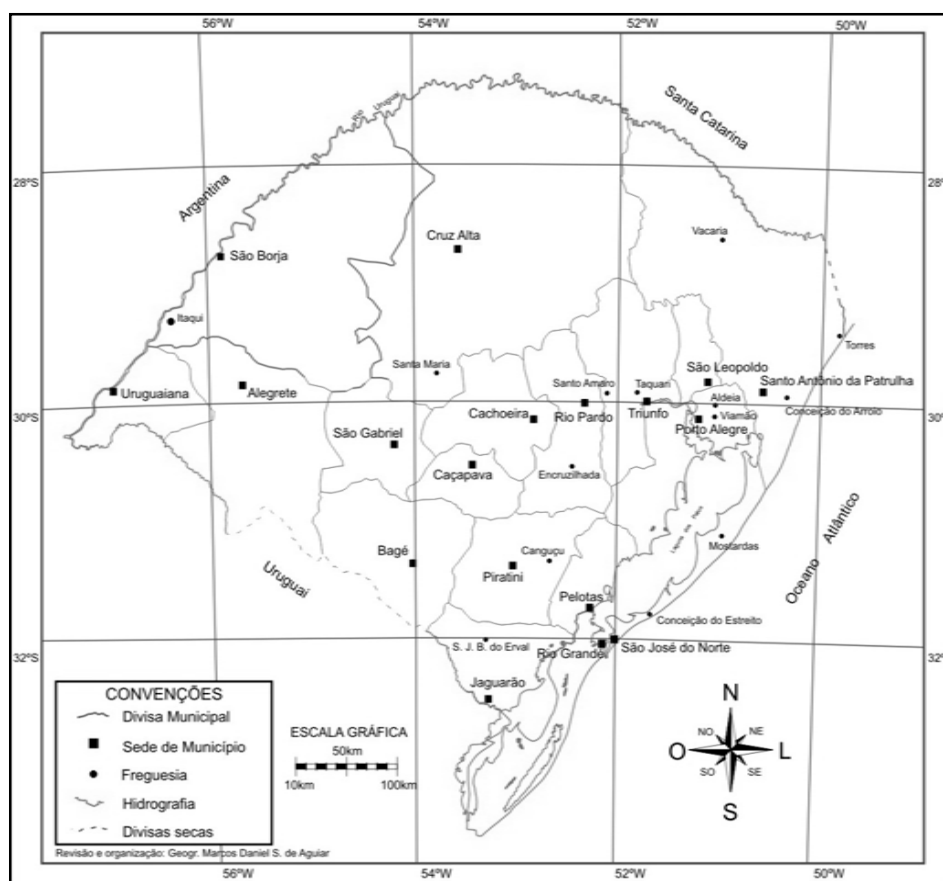 56ºW
54ºW
52ºW
50ºW
Rio Uruguai
Santa Catarina
28ºS
28º
Argentina
Vacaria
Cruz Alta
São Borja
Itaqui
Torres
Santa Maria
São Leopoldo
Santo Amaro
Taquari
Santo Antônio da Patrulha
Uruguaiana
Alegrete
Aldeia
30ºS
Cachoeira
Rio Pardo
Triunfo
Viamão
Conceição do Arroio
30º
São Gabriel
Porto Alegre
Caçapava
Encruzilhada
Lagoa dos Patos
Atlântico
Oceano
Mostardas
Bagé
Canguçu
Uruguai
Piratini
Pelotas
Conceição do Estreito
S. J. B. do Erval
Rio Grande
São José do Norte
32ºS
32º
Jaguarão
CONVENÇÕES
Divisa Municipal
Sede de Município
Freguesia
Hidrografia
Divisas secas
ESCALA GRÁFICA
50km
10km
100km
N
NO
NE
O
L
SO
SE
S
Revisão e organização: Geogr. Marcos Daniel S. de Aguiar
56ºW
54ºW
52ºW
50ºW